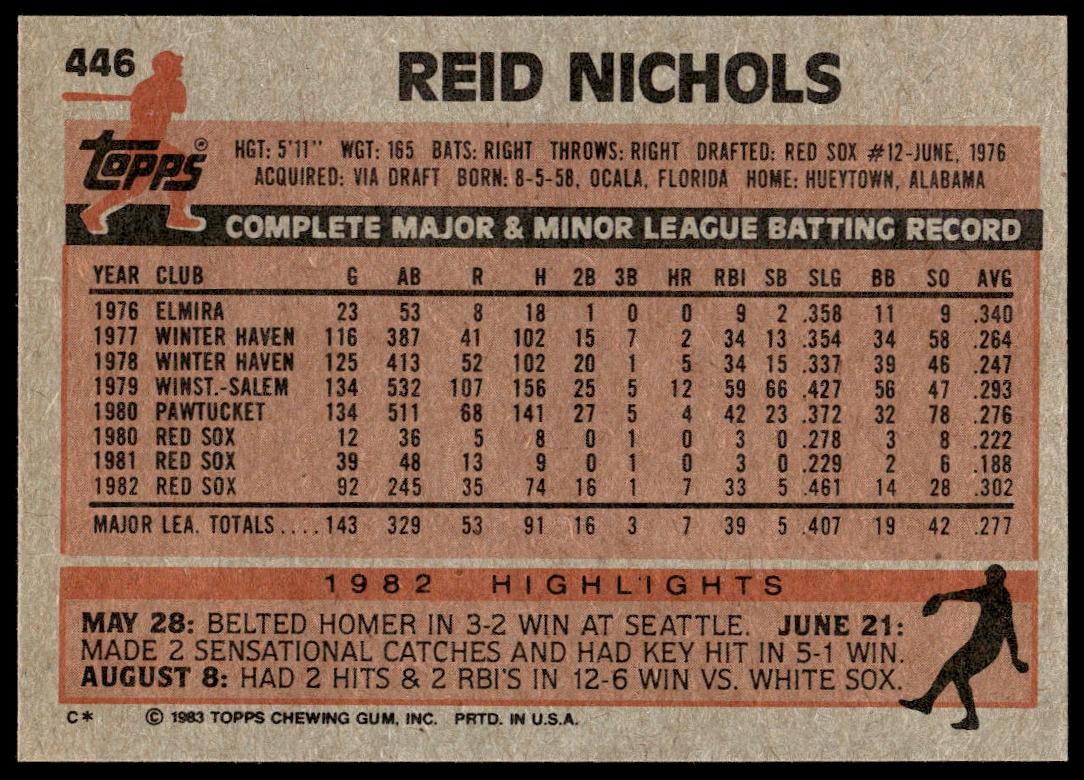 446
REID NICHOLS
Topps®
HGT: 5'11" WGT: 165 BATS: RIGHT THROWS: RIGHT DRAFTED: RED SOX #12-JUNE, 1976
ACQUIRED: VIA DRAFT BORN: 8-5-58, OCALA, FLORIDA HOME: HUEYTOWN, ALABAMA
COMPLETE MAJOR & MINOR LEAGUE BATTING RECORD
YEAR CLUB G AB R H 2B 3B HR RBI SB SLG BB SO AVG
1976 ELMIRA 23 53 8 18 1 0 0 9 2 .358 11 9 .340
1977 WINTER HAVEN 116 387 41 102 15 7 2 34 13 .354 34 58 .264
1978 WINTER HAVEN 125 413 52 102 20 1 5 34 15 .337 39 46 .247
1979 WINST.-SALEM 134 532 107 156 25 5 12 59 66 .427 56 47 .293
1980 PAWTUCKET 134 511 68 141 27 5 4 42 23 .372 32 78 .276
1980 RED SOX 12 36 5 8 0 1 0 3 0 .278 3 8 .222
1981 RED SOX 39 48 13 9 0 1 0 3 0 .229 2 6 .188
1982 RED SOX 92 245 35 74 16 1 7 33 5 .461 14 28 .302
MAJOR LEA. TOTALS .... 143 329 53 91 16 3 7 39 5 .407 19 42 .277
1982 HIGHLIGHTS
MAY 28: BELTED HOMER IN 3-2 WIN AT SEATTLE. JUNE 21:
MADE 2 SENSATIONAL CATCHES AND HAD KEY HIT IN 5-1 WIN.
AUGUST 8: HAD 2 HITS & 2 RBI'S IN 12-6 WIN VS. WHITE SOX.
C* © 1983 TOPPS CHEWING GUM, INC. PRTD. IN U.S.A.